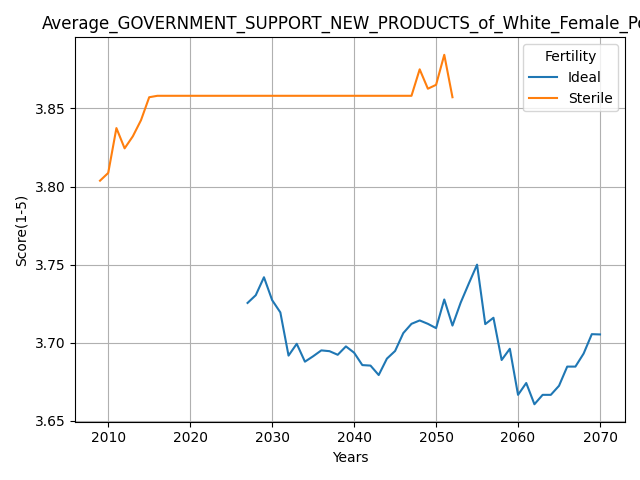 Average_GOVERNMENT_SUPPORT_NEW_PRODUCTS_of_White_Female_Pe
Fertility
Ideal
Sterile
Score(1-5)
3.85
3.80
3.75
3.70
3.65
2010 2020 2030 2040 2050 2060 2070
Years